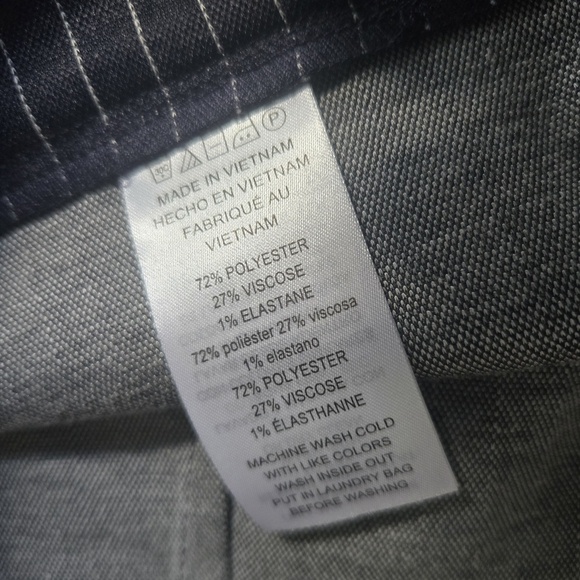 P
MADE IN VIETNAM
HECHO EN VIETNAM
FABRIQUÉ AU
VIETNAM
72% POLYESTER
27% VISCOSE
1% ELASTANE
72% poliéster 27% viscosa
1% elastano
72% POLYESTER
27% VISCOSE
1% ÉLASTHANNE
MACHINE WASH COLD
WITH LIKE COLORS
WASH INSIDE OUT
PUT IN LAUNDRY BAG
BEFORE WASHING